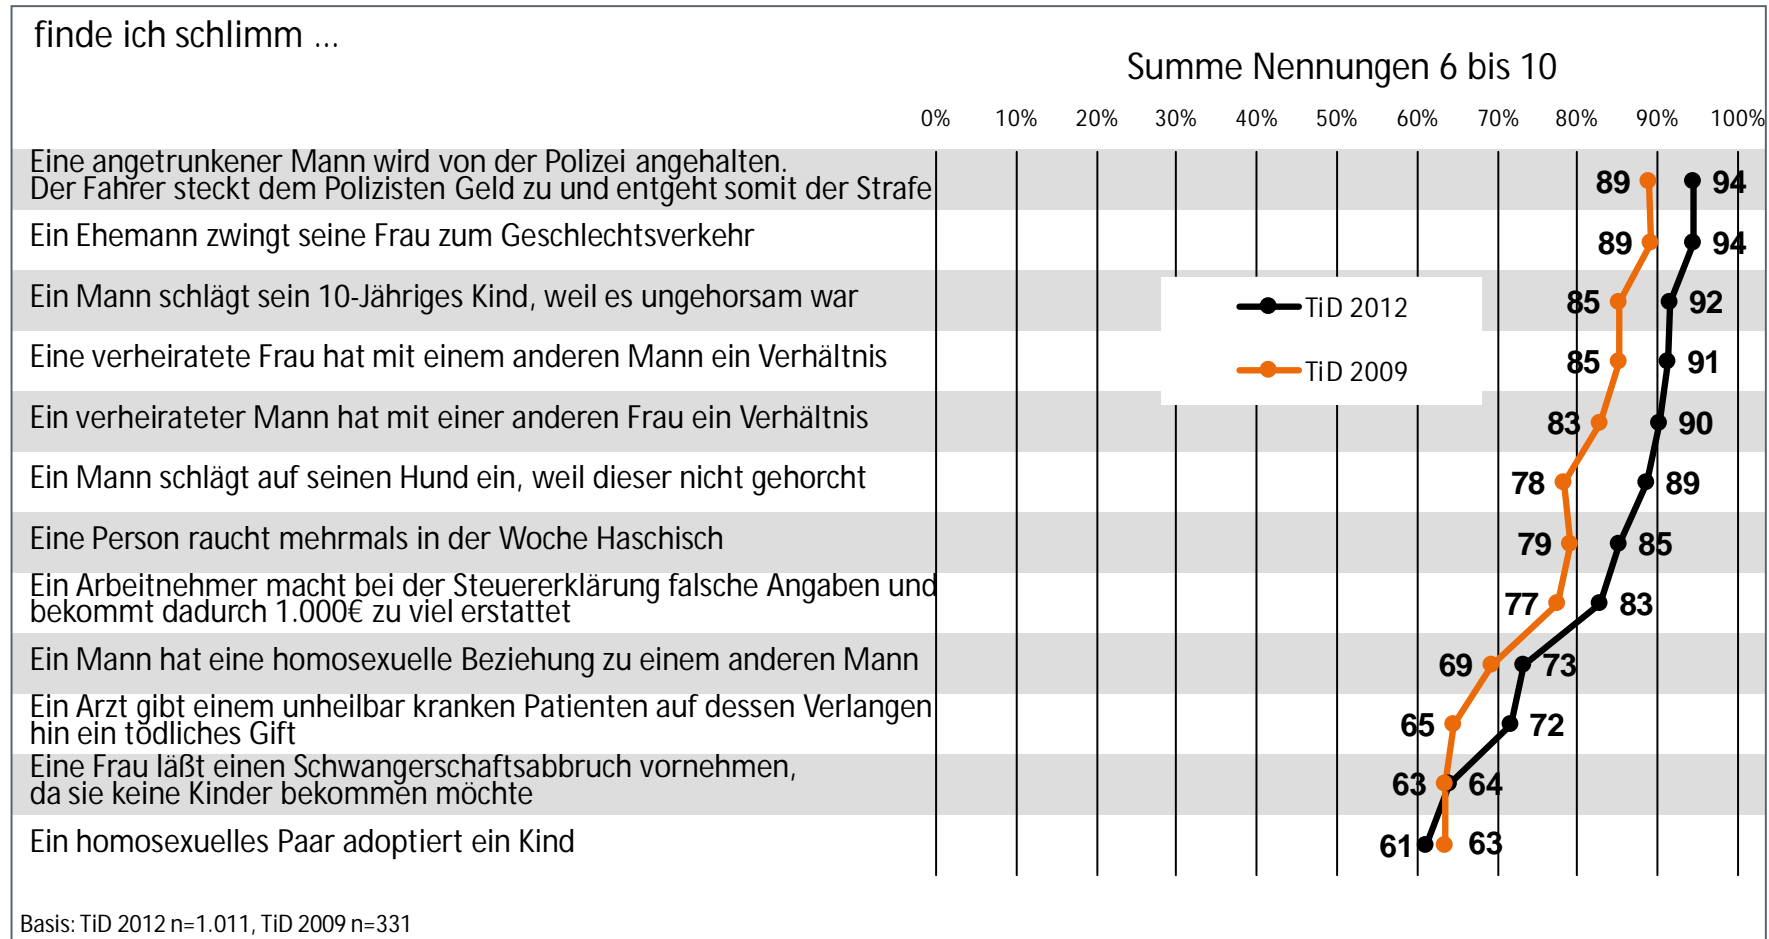 finde ich schlimm ...
Summe Nennungen 6 bis 10
0% 10% 20% 30% 40% 50% 60% 70% 80% 90% 100%
Eine angetrunkener Mann wird von der Polizei angehalten.
Der Fahrer steckt dem Polizisten Geld zu und entgeht somit der Strafe
89 94
Ein Ehemann zwingt seine Frau zum Geschlechtsverkehr
89 94
Ein Mann schlägt sein 10-Jähriges Kind, weil es ungehorsam war
85 92
TiD 2012
Eine verheiratete Frau hat mit einem anderen Mann ein Verhältnis
85 91
TiD 2009
Ein verheirateter Mann hat mit einer anderen Frau ein Verhältnis
83 90
Ein Mann schlägt auf seinen Hund ein, weil dieser nicht gehorcht
78 89
Eine Person raucht mehrmals in der Woche Haschisch
79 85
Ein Arbeitnehmer macht bei der Steuererklärung falsche Angaben und
bekommt dadurch 1.000€ zu viel erstattet
77 83
Ein Mann hat eine homosexuelle Beziehung zu einem anderen Mann
69 73
Ein Arzt gibt einem unheilbar kranken Patienten auf dessen Verlangen
hin ein tödliches Gift
65 72
Eine Frau läßt einen Schwangerschaftsabbruch vornehmen,
da sie keine Kinder bekommen möchte
63 64
Ein homosexuelles Paar adoptiert ein Kind
61 63
Basis: TiD 2012 n=1.011, TiD 2009 n=331